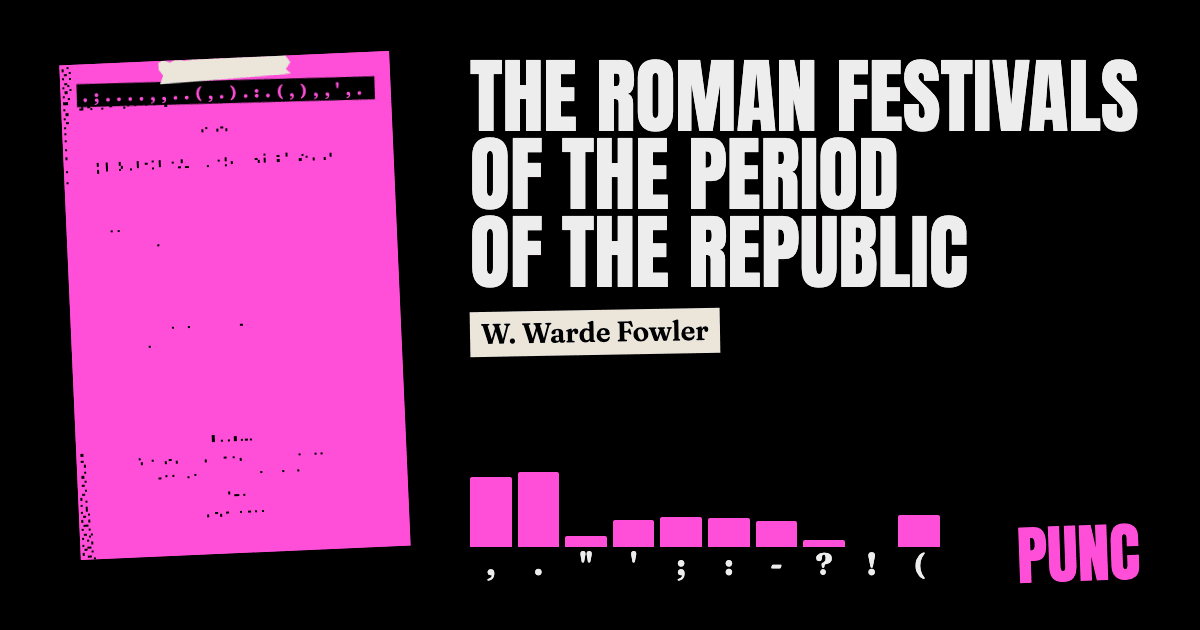 .;....,,..(,.).:.(,),,',.
THE ROMAN FESTIVALS
OF THE PERIOD
OF THE REPUBLIC
W. Warde Fowler
, . " ' ; : - ? ! (
PUNC